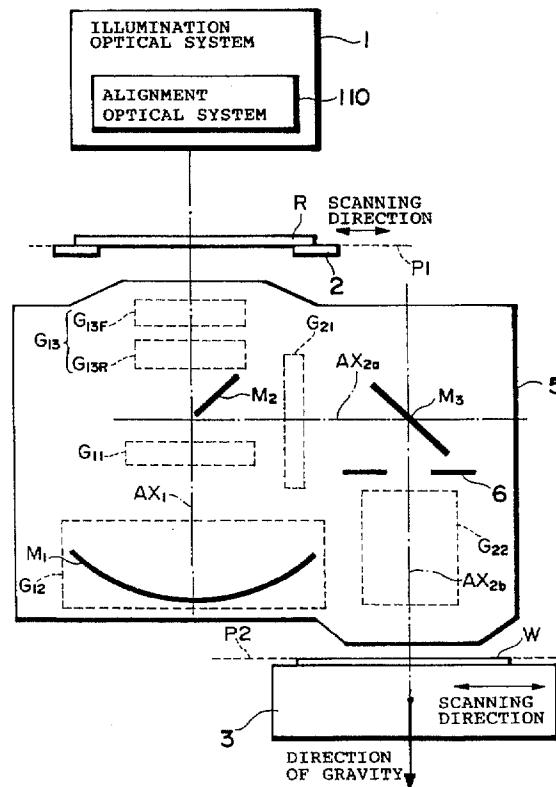 ILLUMINATION
OPTICAL SYSTEM
1
ALIGNMENT
OPTICAL SYSTEM
110
R
SCANNING
DIRECTION
2
P1
G13
G13F
G13R
G21
AX2a
5
M2
M3
G11
6
AX1
M1
G12
G22
AX2b
P2
W
3
SCANNING
DIRECTION
DIRECTION
OF GRAVITY